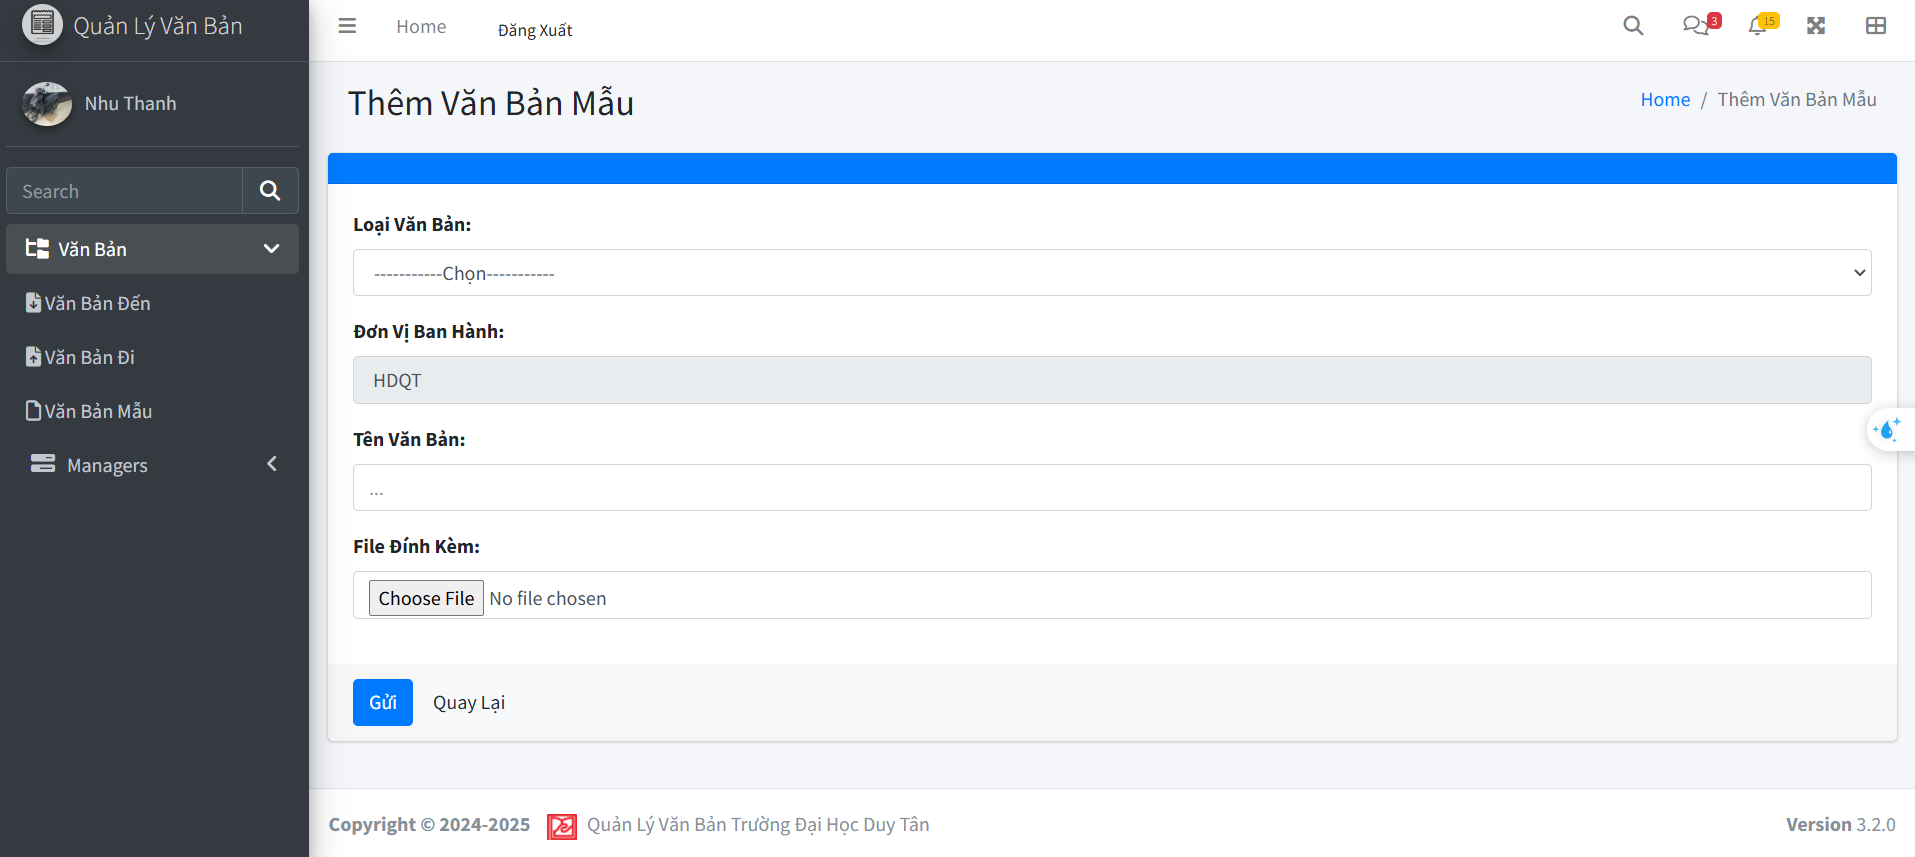 Quản Lý Văn Bản
Home
Đăng Xuất
3
15
Nhu Thanh
Thêm Văn Bản Mẫu
Home / Thêm Văn Bản Mẫu
Search
Văn Bản
Văn Bản Đến
Văn Bản Đi
Văn Bản Mẫu
Managers
Loại Văn Bản:
-----------Chọn-----------
Đơn Vị Ban Hành:
HDQT
Tên Văn Bản:
...
File Đính Kèm:
Choose File No file chosen
Gửi
Quay Lại
Copyright © 2024-2025 Quản Lý Văn Bản Trường Đại Học Duy Tân
Version 3.2.0